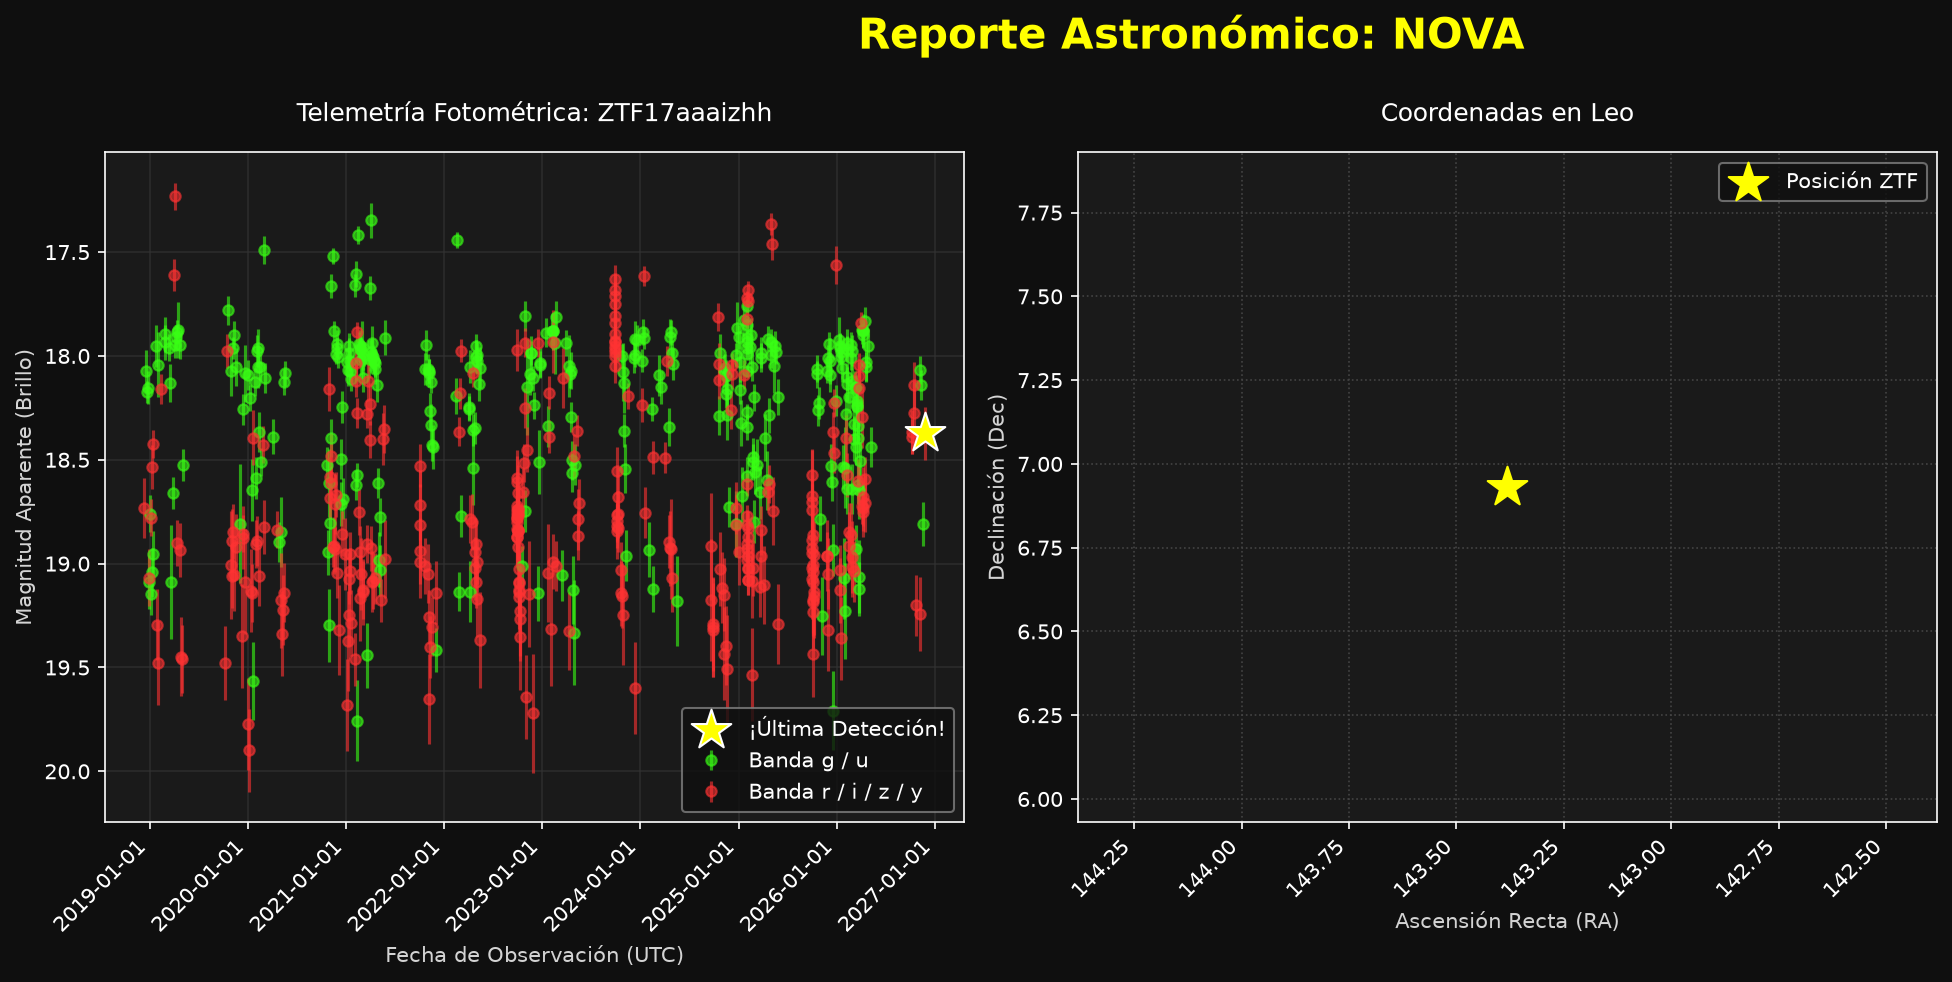 Reporte Astronómico: NOVA
Telemetría Fotométrica: ZTF17aaaizhh
Magnitud Aparente (Brillo)
17.5
18.0
18.5
19.0
19.5
20.0
¡Última Detección!
Banda g / u
Banda r / i / z / y
2019-01-01
2020-01-01
2021-01-01
2022-01-01
2023-01-01
2024-01-01
2025-01-01
2026-01-01
2027-01-01
Fecha de Observación (UTC)
Coordenadas en Leo
Posición ZTF
Declinación (Dec)
7.75
7.50
7.25
7.00
6.75
6.50
6.25
6.00
144.25
144.00
143.75
143.50
143.25
143.00
142.75
142.50
Ascensión Recta (RA)